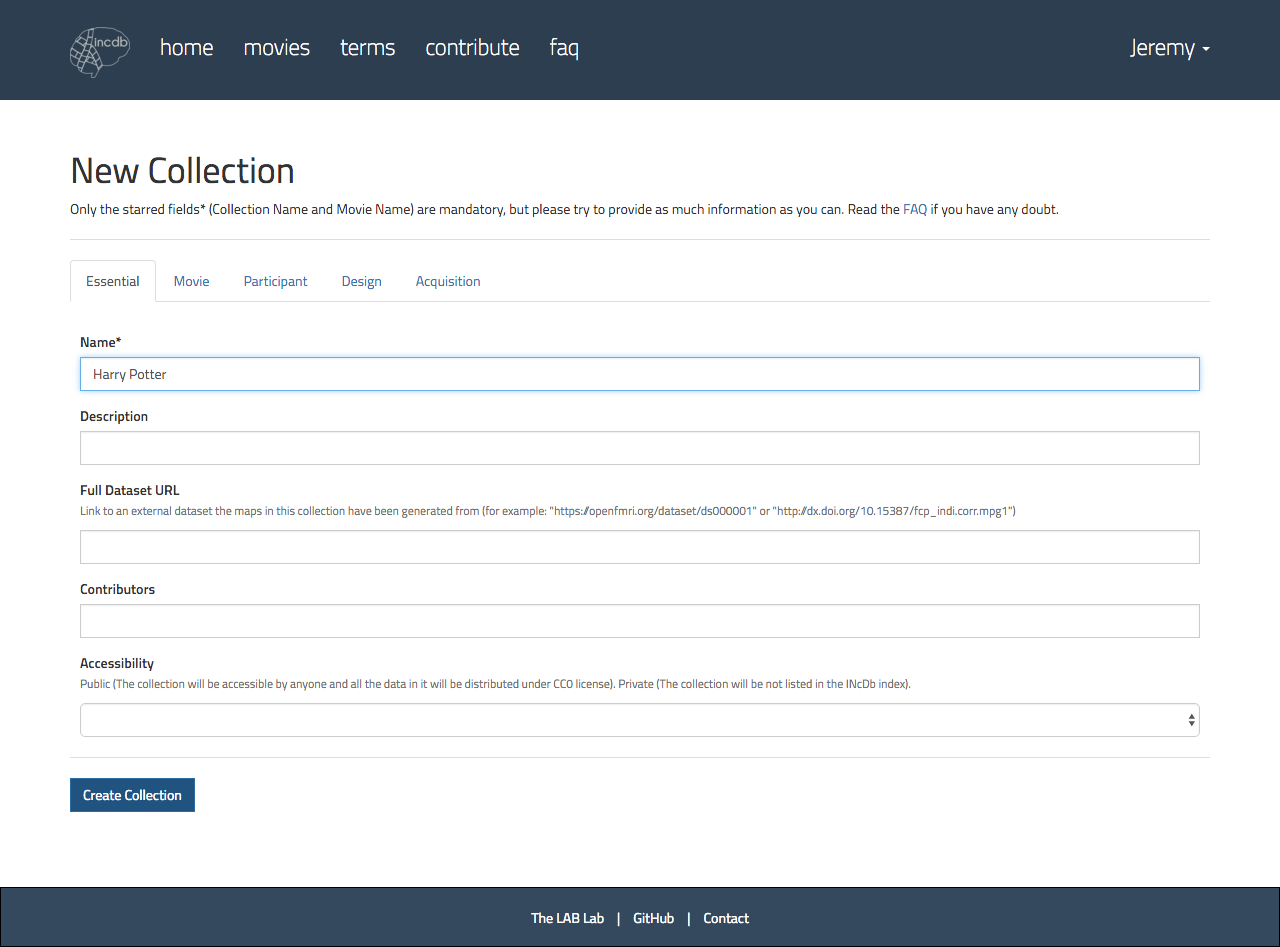 incdb home movies terms contribute faq Jeremy
New Collection
Only the starred fields* (Collection Name and Movie Name) are mandatory, but please try to provide as much information as you can. Read the FAQ if you have any doubt.
Essential Movie Participant Design Acquisition
Name*
Harry Potter
Description
Full Dataset URL
Link to an external dataset the maps in this collection have been generated from (for example: "https://openfmri.org/dataset/ds000001" or "http://dx.doi.org/10.15387/fcp_indi.corr.mpg1")
Contributors
Accessibility
Public (The collection will be accessible by anyone and all the data in it will be distributed under CC0 license). Private (The collection will be not listed in the INcDb index).
Create Collection
The LAB Lab | GitHub | Contact